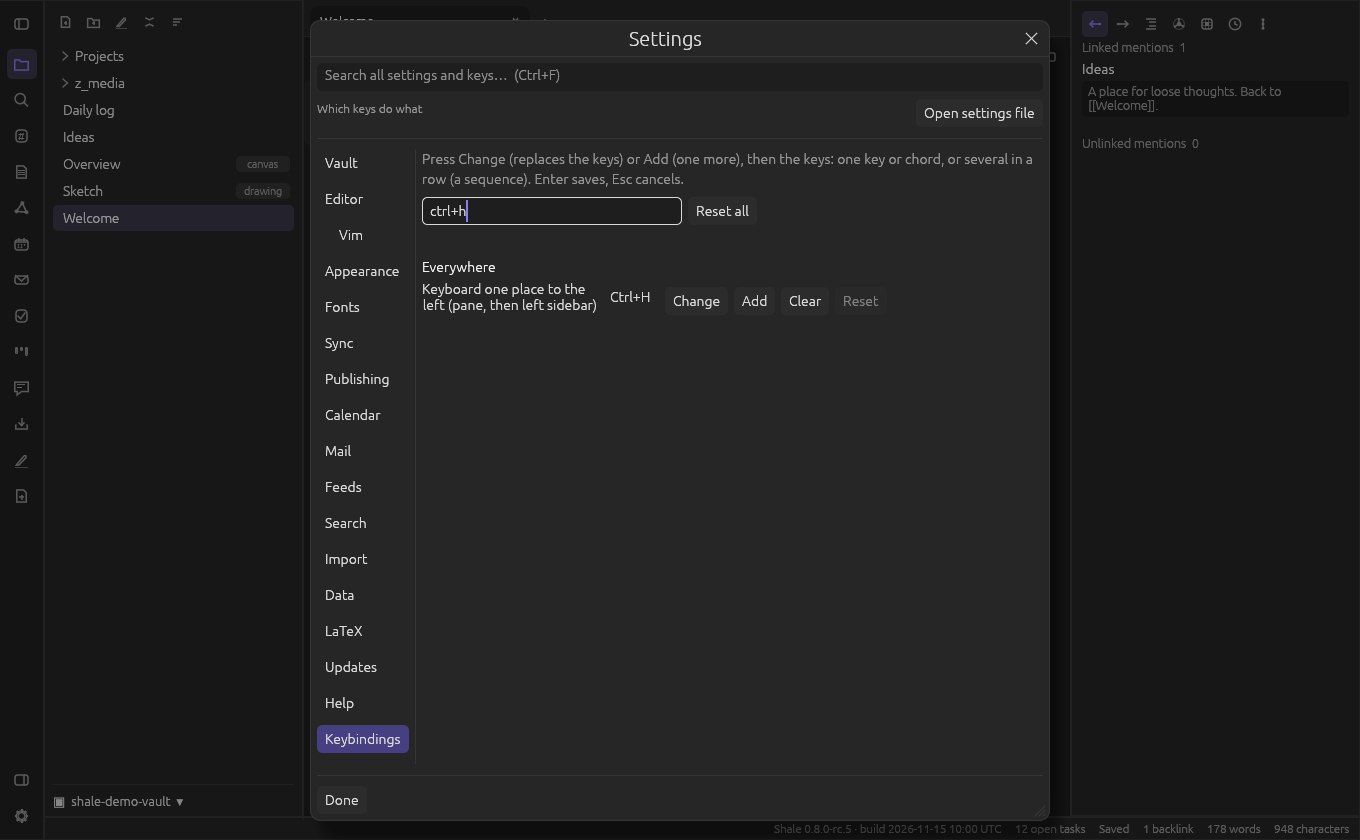 Settings
Search all settings and keys... (Ctrl+F)
Which keys do what
Open settings file
Projects
z_media
Daily log
Ideas
Overview
canvas
Sketch
drawing
Welcome
shale-demo-vault
Vault
Editor
Vim
Appearance
Fonts
Sync
Publishing
Calendar
Mail
Feeds
Search
Import
Data
LaTeX
Updates
Help
Keybindings
Press Change (replaces the keys) or Add (one more), then the keys: one key or chord, or several in a
row (a sequence). Enter saves, Esc cancels.
ctrl+h
Reset all
Everywhere
Keyboard one place to the
left (pane, then left sidebar)
Ctrl+H
Change
Add
Clear
Reset
Done
Linked mentions 1
Ideas
A place for loose thoughts. Back to
[[Welcome]].
Unlinked mentions 0
Shale 0.8.0-rc.5 · build 2026-11-15 10:00 UTC
12 open tasks
Saved
1 backlink
178 words
948 characters